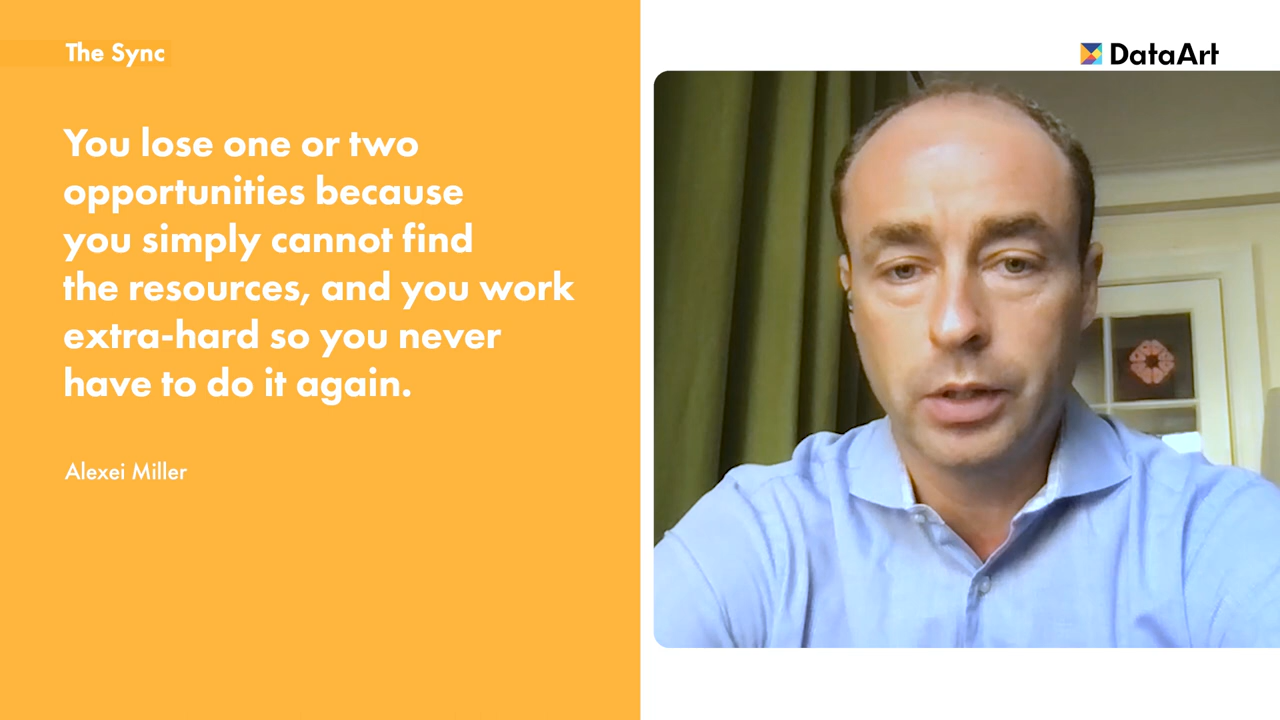 The Sync
DataArt
You lose one or two
opportunities because
you simply cannot find
the resources, and you work
extra-hard so you never
have to do it again.
Alexei Miller